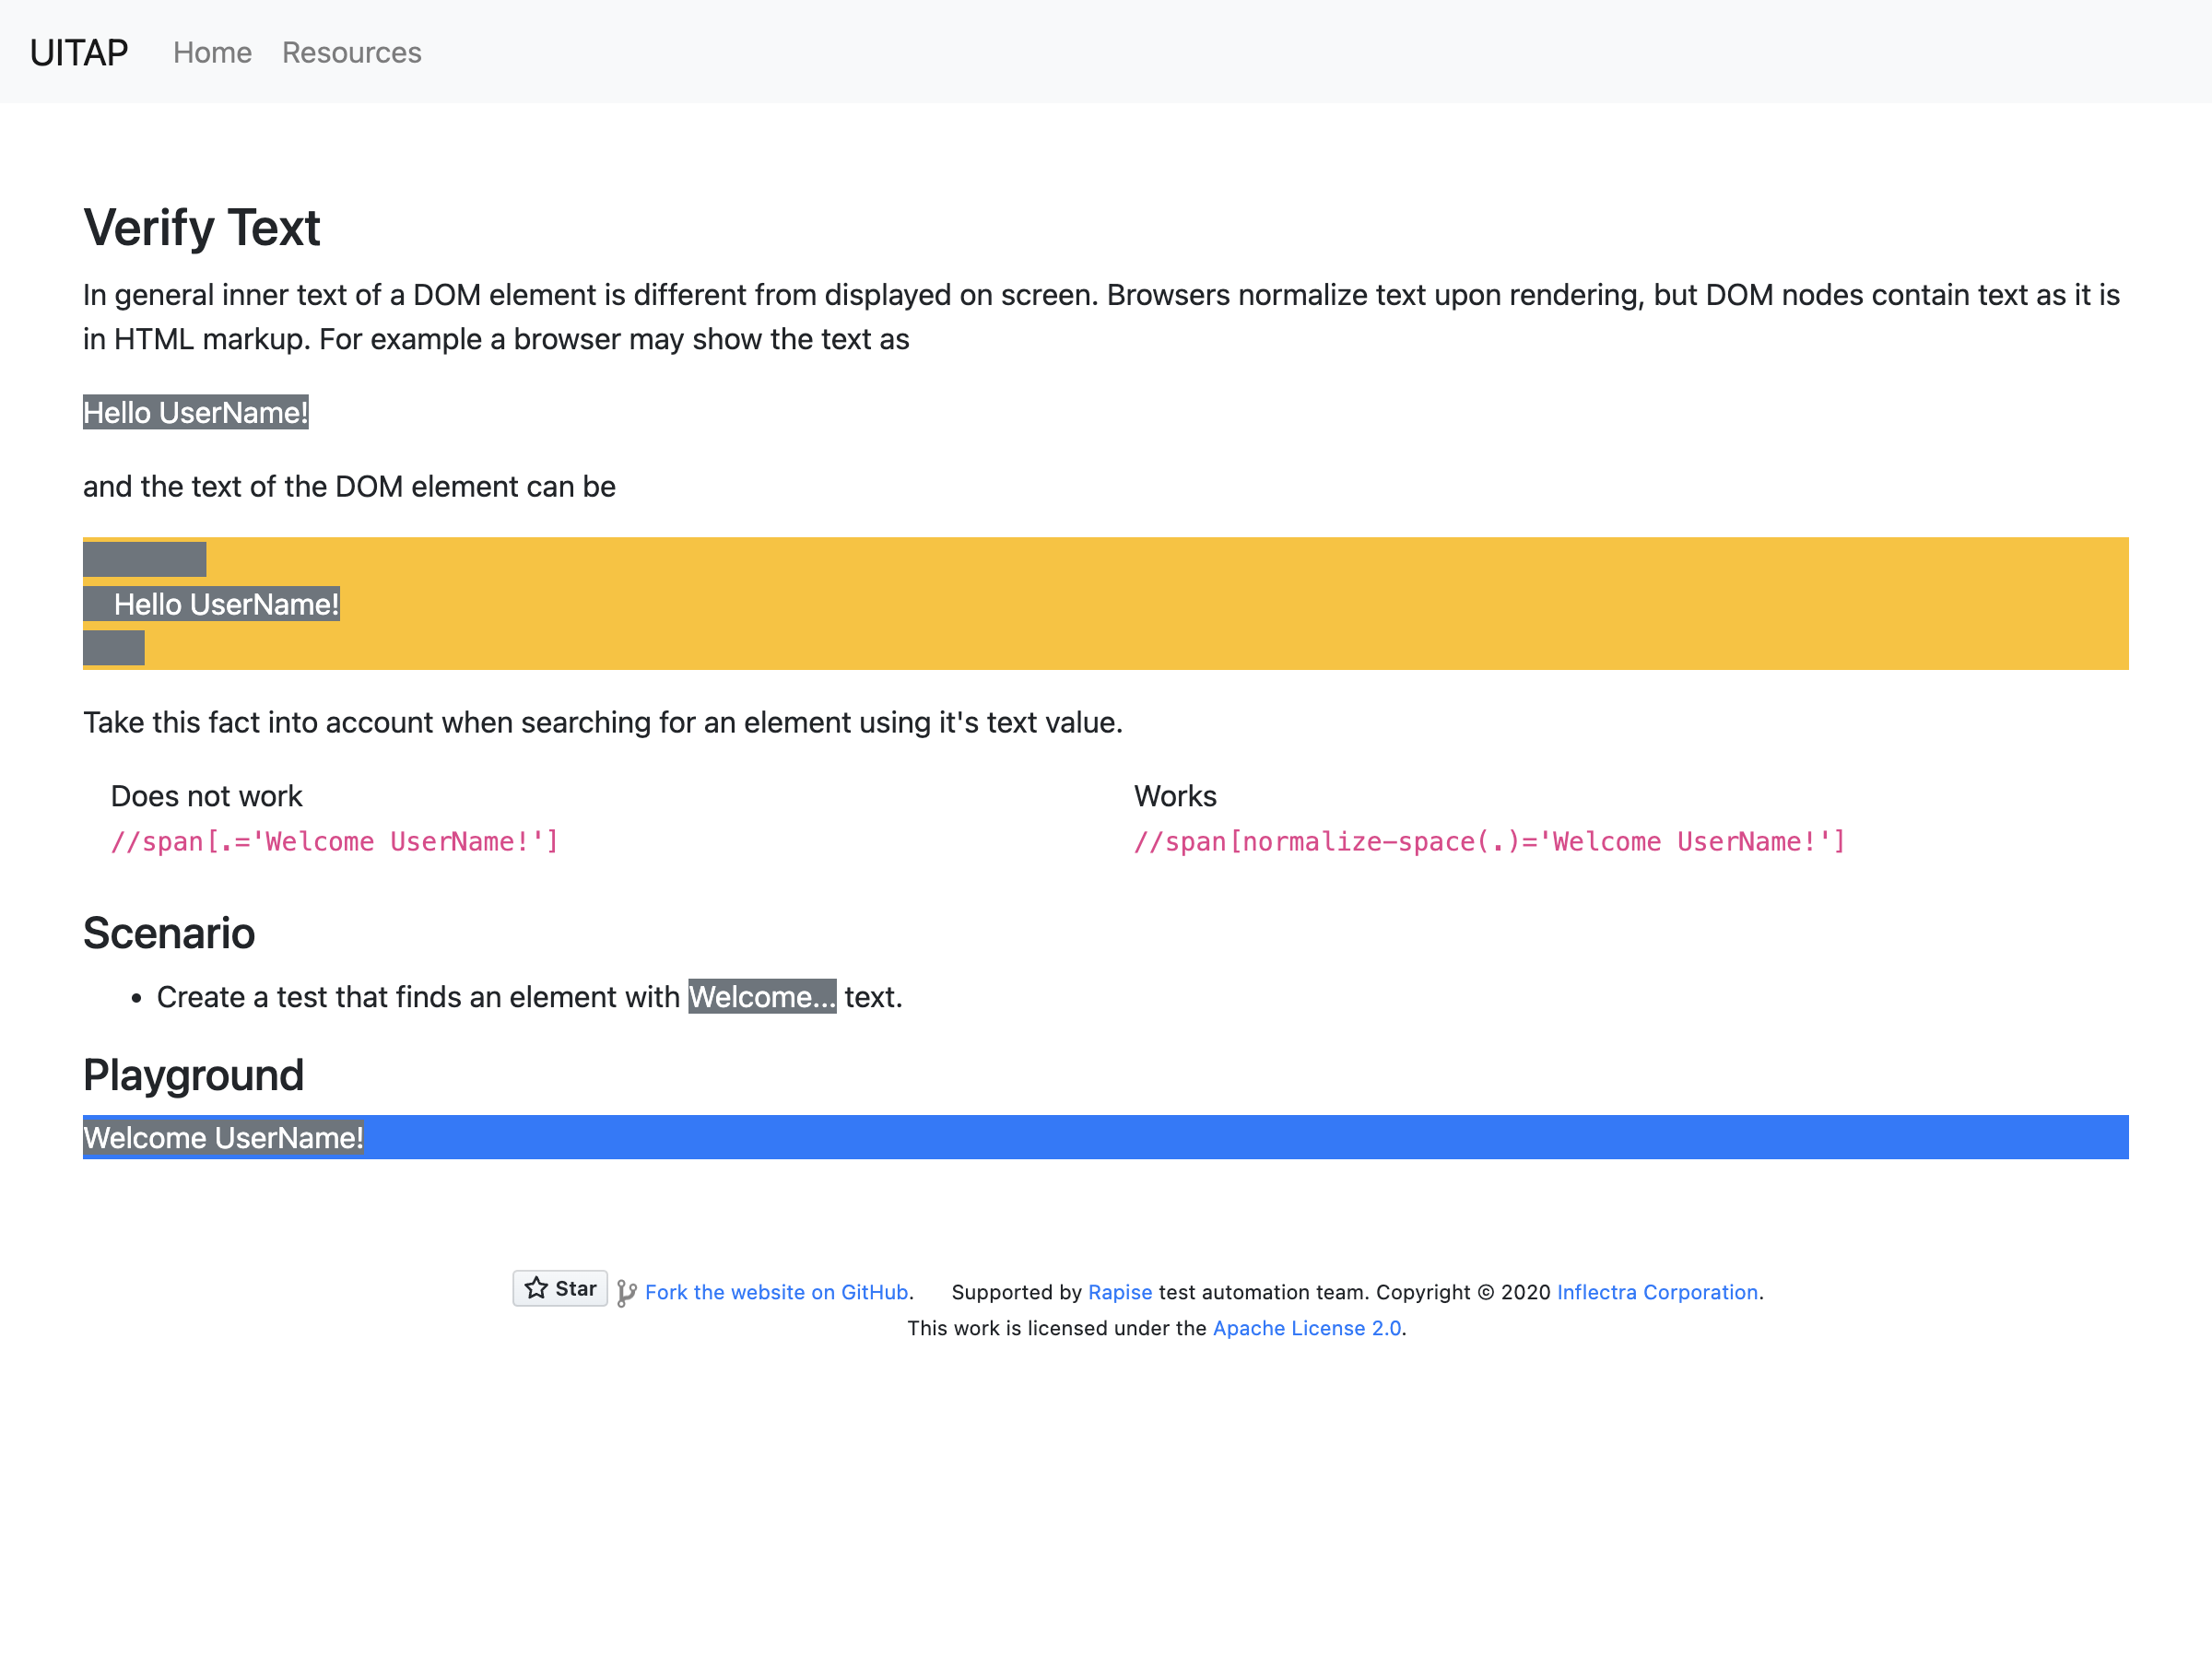 UITAP Home Resources
Verify Text
In general inner text of a DOM element is different from displayed on screen. Browsers normalize text upon rendering, but DOM nodes contain text as it is
in HTML markup. For example a browser may show the text as
Hello UserName!
and the text of the DOM element can be
Hello UserName!
Take this fact into account when searching for an element using it's text value.
Does not work
//span[.='Welcome UserName!']
Works
//span[normalize-space(.)='Welcome UserName!']
Scenario
• Create a test that finds an element with Welcome... text.
Playground
Welcome UserName!
Star Fork the website on GitHub. Supported by Rapise test automation team. Copyright © 2020 Inflectra Corporation.
This work is licensed under the Apache License 2.0.